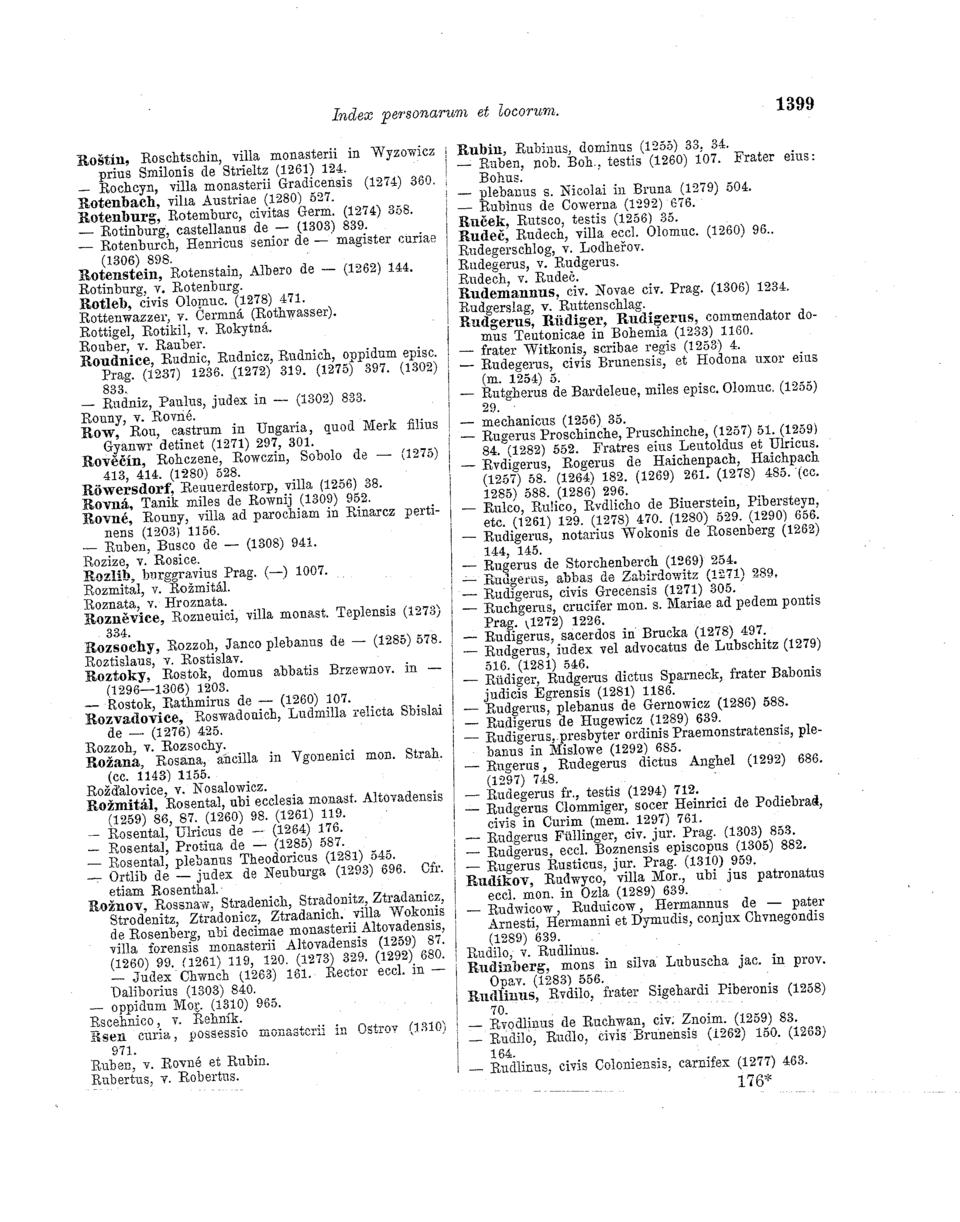 Index personarum et locorum.
1399
Roštín, Roschtschin, villa monasterii in Wyzowicz
prius Smilonis de Strieltz (1261) 124.
— Rochcyn, villa monasterii Gradicensis (1274) 360.
Rotenbach, villa Austriae (1280) 527.
Rotenburg, Rotemburc, civitas Germ. (1274) 358.
— Rotinburg, castellanus de — (1303) 839.
— Rotenburch, Henricus senior de — magister curiae
(1306) 898.
Rotenstein, Rotenstain, Albero de — (1262) 144.
Rotinburg, v. Rotenburg.
Rotleb, civis Olomuc. (1278) 471.
Rottenwazzer, v. Čermná (Rothwasser).
Rottigel, Rotikil, v. Rokytná.
Rouber, v. Rauber.
Roudnice, Rudnic, Rudnicz, Rudnich, oppidum episc.
Prag. (1237) 1236. (1272) 319. (1275) 397. (1302)
833.
— Rudniz, Paulus, judex in — (1302) 833.
Rouny, v. Rovné.
Row, Rou, castrum in Ungaria, quod Merk filius
Gyanwr detinet (1271) 297, 301.
Rověčín, Rohczene, Rowczin, Sobolo de — (1275)
413, 414. (1280) 528.
Röwersdorf, Reuuerdestorp, villa (1256) 38.
Rovná, Tanik miles de Rownij (1309) 952.
Rovné, Rouny, villa ad parochiam in Rinarcz perti-
nens (1203) 1156.
— Ruben, Busco de — (1308) 941.
Rozize, v. Rosice.
Rozlib, burggravius Prag. (—) 1007.
Rozmital, v. Rožmitál.
Roznata, v. Hroznata.
Rozněvice, Rozneuici, villa monast. Teplensis (1273)
334.
Rozsochy, Rozzoh, Janco plebanus de — (1285) 578.
Roztislaus, v. Rostislav.
Roztoky, Rostok, domus abbatis Brzewnov. in —
(1296—1306) 1203.
— Rostok, Rathmirus de — (1260) 107.
Rozvadovice, Roswadouich, Ludmilla relicta Sbislai
de — (1276) 425.
Rozzoh, v. Rozsochy.
Rožaná, Rosana, ancilla in Vgonenici mon. Strah.
(cc. 1143) 1155.
Rožďalovice, v. Nosalowicz.
Rožmitál, Rosental, ubi ecclesia monast. Altovadensis
(1259) 86, 87. (1260) 98. (1261) 119.
— Rosental, Ulricus de — (1264) 176.
— Rosental, Protiua de — (1285) 587.
— Rosental, plebanus Theodoricus (1281) 545.
— Ortlib de — judex de Neuburga (1293) 696. Cfr.
etiam Rosenthal.
Rožnov, Rossnaw, Stradenich, Stradonitz, Ztradanicz,
Strodenitz, Ztradonicz, Ztradanich. villa Wokonis
de Rosenberg, ubi decimae monasterii Altovadensis,
villa forensis monasterii Altovadensis (1259) 87.
(1260) 99. (1261) 119, 120. (1273) 329. (1292) 680.
— Judex Chwnch (1263) 161. Rector eccl. in —
Daliborius (1303) 840.
— oppidum Mor. (1310) 965.
Rscehnico, v. Řehník.
Rsen curia, possessio monasterii in Ostrov (1310)
971.
Ruben, v. Rovné et Rubin.
Rubertus, v. Robertus.
Rubin, Rubinus, dominus (1255) 33, 34.
— Ruben, nob. Boh., testis (1260) 107. Frater eius:
Bohus.
— plebanus s. Nicolai in Bruna (1279) 504.
— Rubinus de Cowerna (1292) 676.
Ruček, Rutsco, testis (1256) 35.
Rudeč, Rudech, villa eccl. Olomuc. (1260) 96..
Rudegerschlog, v. Lodheřov.
Rudegerus, v. Rudgerus.
Rudech, v. Rudeč.
Rudemannus, civ. Novae civ. Prag. (1306) 1234.
Rudgerslag, v. Ruttenschlag.
Rudgerus, Rüdiger, Rudigerus, commendator do-
mus Teutonicae in Bohemia (1233) 1160.
— frater Witkonis, scribae regis (1253) 4.
— Rudegerus, civis Brunensis, et Hodona uxor eius
(m. 1254) 5.
— Rutgherus de Bardeleue, miles episc. Olomuc. (1255)
29.
— mechanicus (1256) 35.
— Rugerus Proschinche, Pruschinche, (1257) 51. (1259)
84. (1282) 552. Fratres eius Leutoldus et Ulricus.
— Rvdigerus, Rogerus de Haichenpach, Haichpach
(1257) 58. (1264) 182. (1269) 261. (1278) 485. (cc.
1285) 588. (1286) 296.
— Rulco, Rulico, Rvdlicho de Biuerstein, Pibersteyn,
etc. (1261) 129. (1278) 470. (1280) 529. (1290) 656.
— Rudigerus, notarius Wokonis de Rosenberg (1262)
144, 145.
— Rugerus de Storchenberch (1269) 254.
— Rudgerus, abbas de Zabirdowitz (1271) 289.
— Rudigerus, civis Grecensis (1271) 305.
— Ruchgerus, crucifer mon. s. Mariae ad pedem pontis
Prag. (1272) 1226.
— Rudigerus, sacerdos in Brucka (1278) 497.
— Rudgerus, iudex vel advocatus de Lubschitz (1279)
516. (1281) 546.
— Rüdiger, Rudgerus dictus Sparneck, frater Babonis
judicis Egrensis (1281) 1186.
— Rudgerus, plebanus de Gernowicz (1286) 588.
— Rudigerus de Hugewicz (1289) 639.
— Rudigerus, presbyter ordinis Praemonstratensis, ple-
banus in Mislowe (1292) 685.
— Rugerus, Rudegerus dictus Anghel (1292) 686.
(1297) 748.
— Rudegerus fr., testis (1294) 712.
— Rudgerus Clommiger, socer Heinrici de Podiebrad,
civis in Curim (mem. 1297) 761.
— Rudgerus Füllinger, civ. jur. Prag. (1303) 853.
— Rudgerus, eccl. Boznensis episcopus (1305) 882.
— Rugerus Rusticus, jur. Prag. (1310) 959.
Rudíkov, Rudwyco, villa Mor., ubi jus patronatus
eccl. mon. in Ozla (1289) 639.
— Rudwicow, Ruduicow, Hermannus de — pater
Arnesti, Hermanni et Dymudis, conjux Chvnegondis
(1289) 639.
Rudilo, v. Rudlinus.
Rudinberg, mons in silva Lubuscha jac. in prov.
Opav. (1283) 556.
Rudlinus, Rvdilo, frater Sigehardi Piberonis (1258)
70.
— Rvodlinus de Ruchwan, civ. Znoim. (1259) 83.
— Rudilo, Rudlo, civis Brunensis (1262) 150. (1263)
164.
— Rudlinus, civis Coloniensis, carnifex (1277) 463.
176*